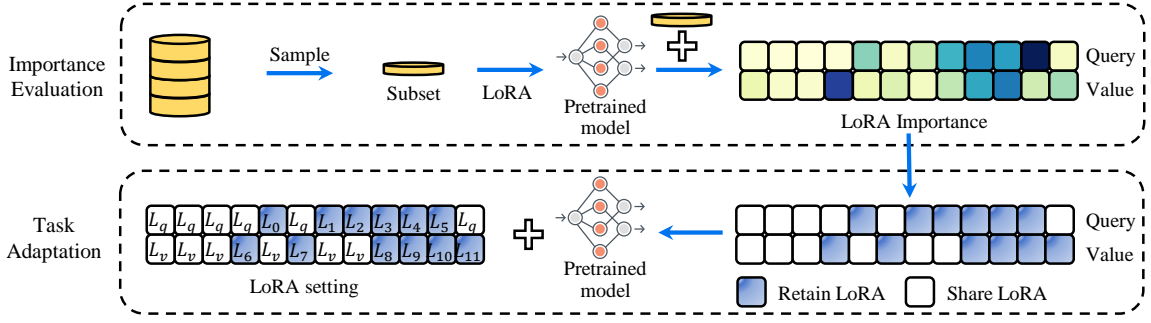 Importance
Evaluation
Sample
Subset
LoRA
Pretrained
model
Query
Value
LoRA Importance
Task
Adaptation
L_q L_q L_q L_q L_0 L_q L_1 L_2 L_3 L_4 L_5 L_q
L_v L_v L_v L_6 L_v L_7 L_v L_v L_8 L_9 L_10 L_11
LoRA setting
Pretrained
model
Query
Value
Retain LoRA
Share LoRA